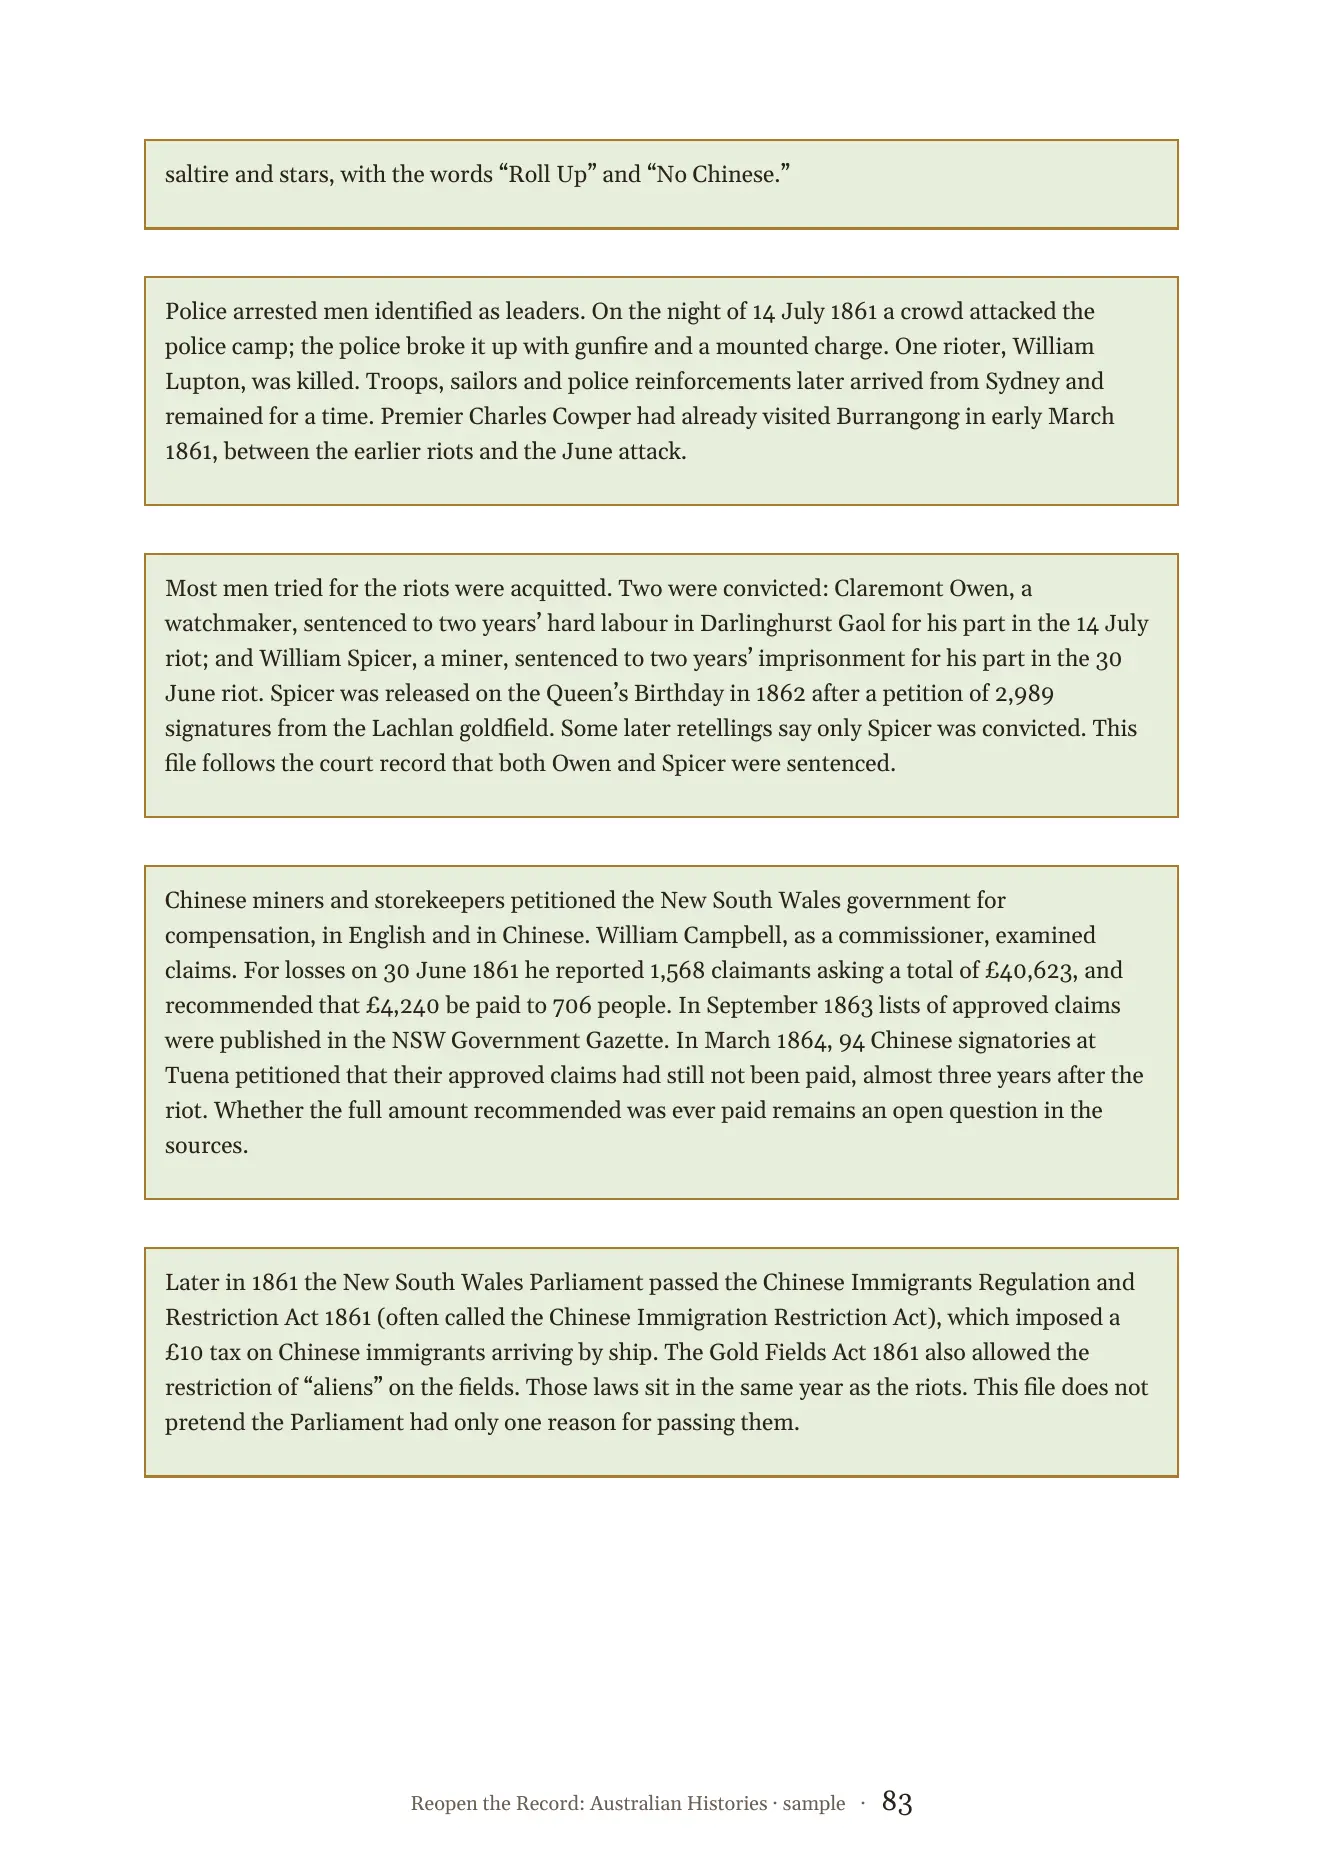 saltire and stars, with the words “Roll Up” and “No Chinese.”
Police arrested men identified as leaders. On the night of 14 July 1861 a crowd attacked the
police camp; the police broke it up with gunfire and a mounted charge. One rioter, William
Lupton, was killed. Troops, sailors and police reinforcements later arrived from Sydney and
remained for a time. Premier Charles Cowper had already visited Burrangong in early March
1861, between the earlier riots and the June attack.
Most men tried for the riots were acquitted. Two were convicted: Claremont Owen, a
watchmaker, sentenced to two years’ hard labour in Darlinghurst Gaol for his part in the 14 July
riot; and William Spicer, a miner, sentenced to two years’ imprisonment for his part in the 30
June riot. Spicer was released on the Queen’s Birthday in 1862 after a petition of 2,989
signatures from the Lachlan goldfield. Some later retellings say only Spicer was convicted. This
file follows the court record that both Owen and Spicer were sentenced.
Chinese miners and storekeepers petitioned the New South Wales government for
compensation, in English and in Chinese. William Campbell, as a commissioner, examined
claims. For losses on 30 June 1861 he reported 1,568 claimants asking a total of £40,623, and
recommended that £4,240 be paid to 706 people. In September 1863 lists of approved claims
were published in the NSW Government Gazette. In March 1864, 94 Chinese signatories at
Tuena petitioned that their approved claims had still not been paid, almost three years after the
riot. Whether the full amount recommended was ever paid remains an open question in the
sources.
Later in 1861 the New South Wales Parliament passed the Chinese Immigrants Regulation and
Restriction Act 1861 (often called the Chinese Immigration Restriction Act), which imposed a
£10 tax on Chinese immigrants arriving by ship. The Gold Fields Act 1861 also allowed the
restriction of “aliens” on the fields. Those laws sit in the same year as the riots. This file does not
pretend the Parliament had only one reason for passing them.
Reopen the Record: Australian Histories · sample · 83